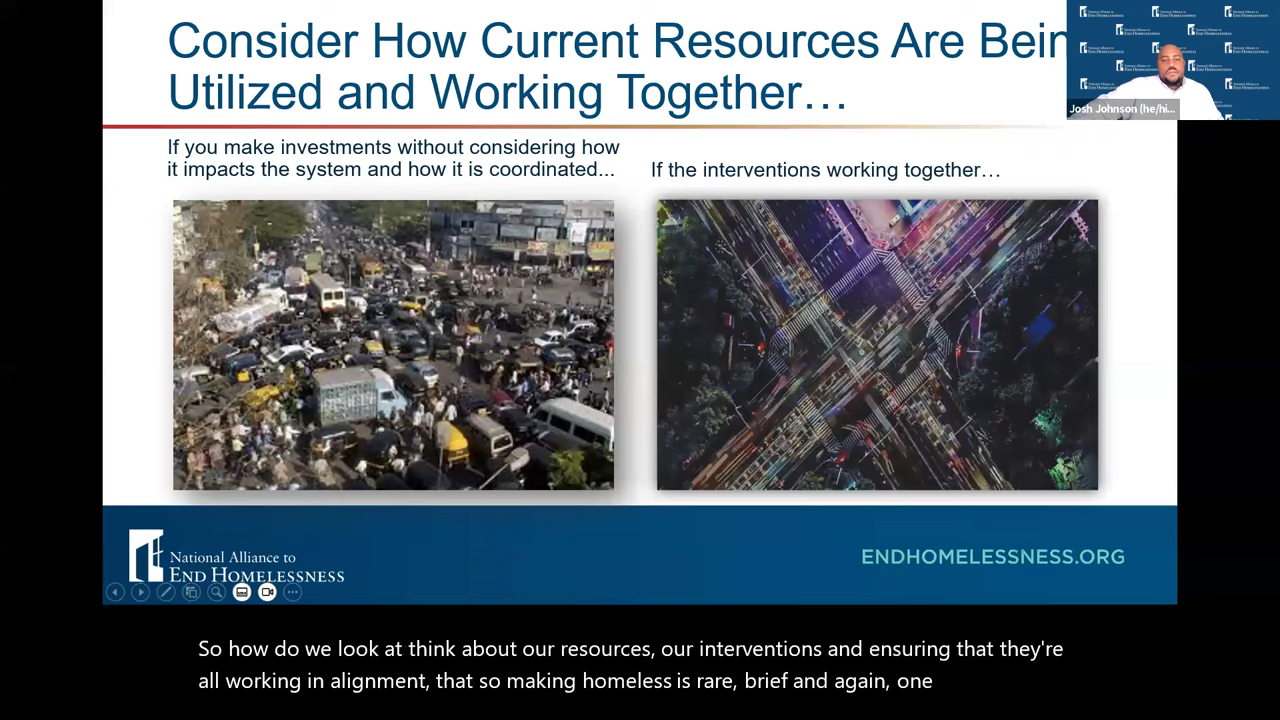 Consider How Current Resources Are Bein
Utilized and Working Together…
Josh Johnson (he/hi...
If you make investments without considering how
it impacts the system and how it is coordinated...
If the interventions working together…
National Alliance to
END HOMELESSNESS
ENDHOMELESSNESS.ORG
So how do we look at think about our resources, our interventions and ensuring that they're
all working in alignment, that so making homeless is rare, brief and again, one